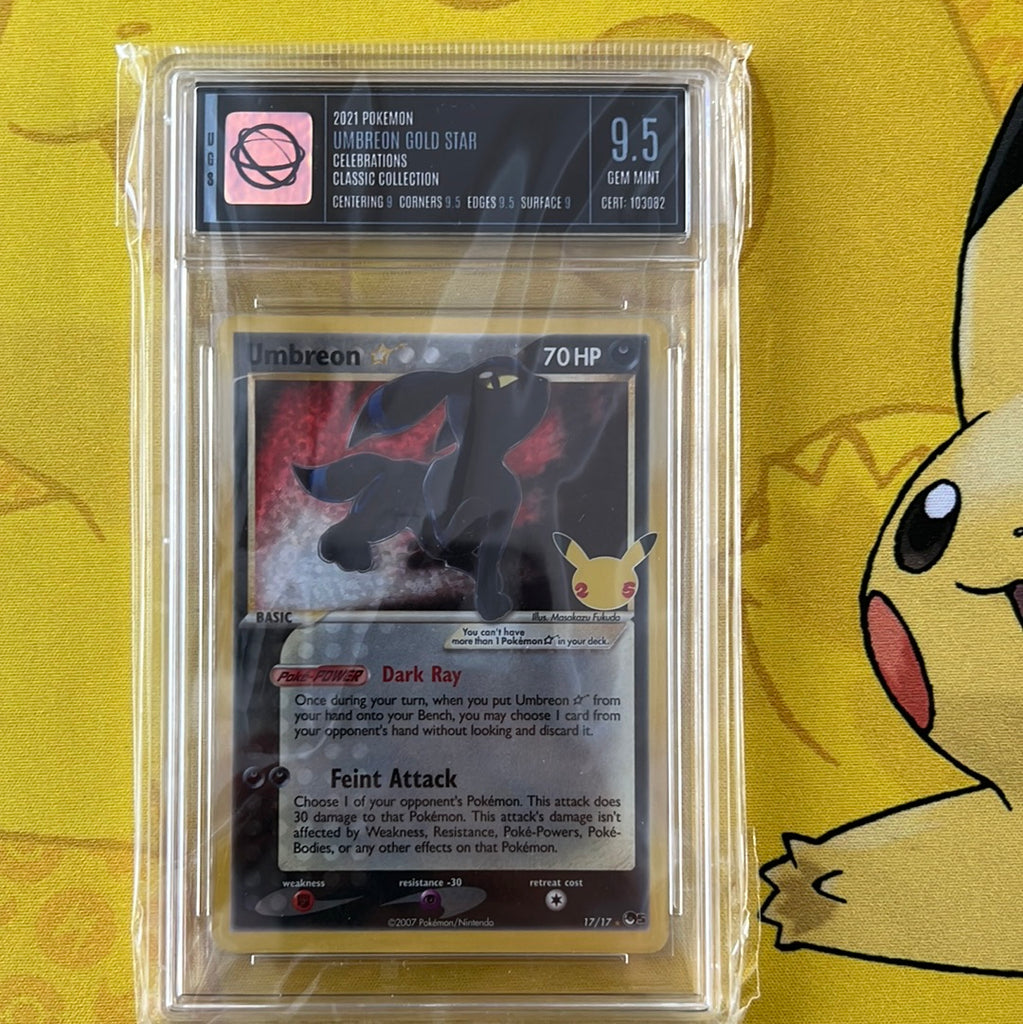 UGS
2021 POKEMON
UMBREON GOLD STAR
CELEBRATIONS
CLASSIC COLLECTION
CENTERING 9 CORNERS 9.5 EDGES 9.5 SURFACE 9
9.5
GEM MINT
CERT: 103082
Umbreon ☆
70 HP
25
BASIC
Illus. Masakazu Fukuda
You can't have
more than 1 Pokémon☆ in your deck.
Poké-POWER Dark Ray
Once during your turn, when you put Umbreon ☆ from
your hand onto your Bench, you may choose 1 card from
your opponent's hand without looking and discard it.
Feint Attack
Choose 1 of your opponent's Pokémon. This attack does
30 damage to that Pokémon. This attack's damage isn't
affected by Weakness, Resistance, Poké-Powers, Poké-
Bodies, or any other effects on that Pokémon.
weakness resistance -30 retreat cost
©2007 Pokémon/Nintendo
17/17 ★